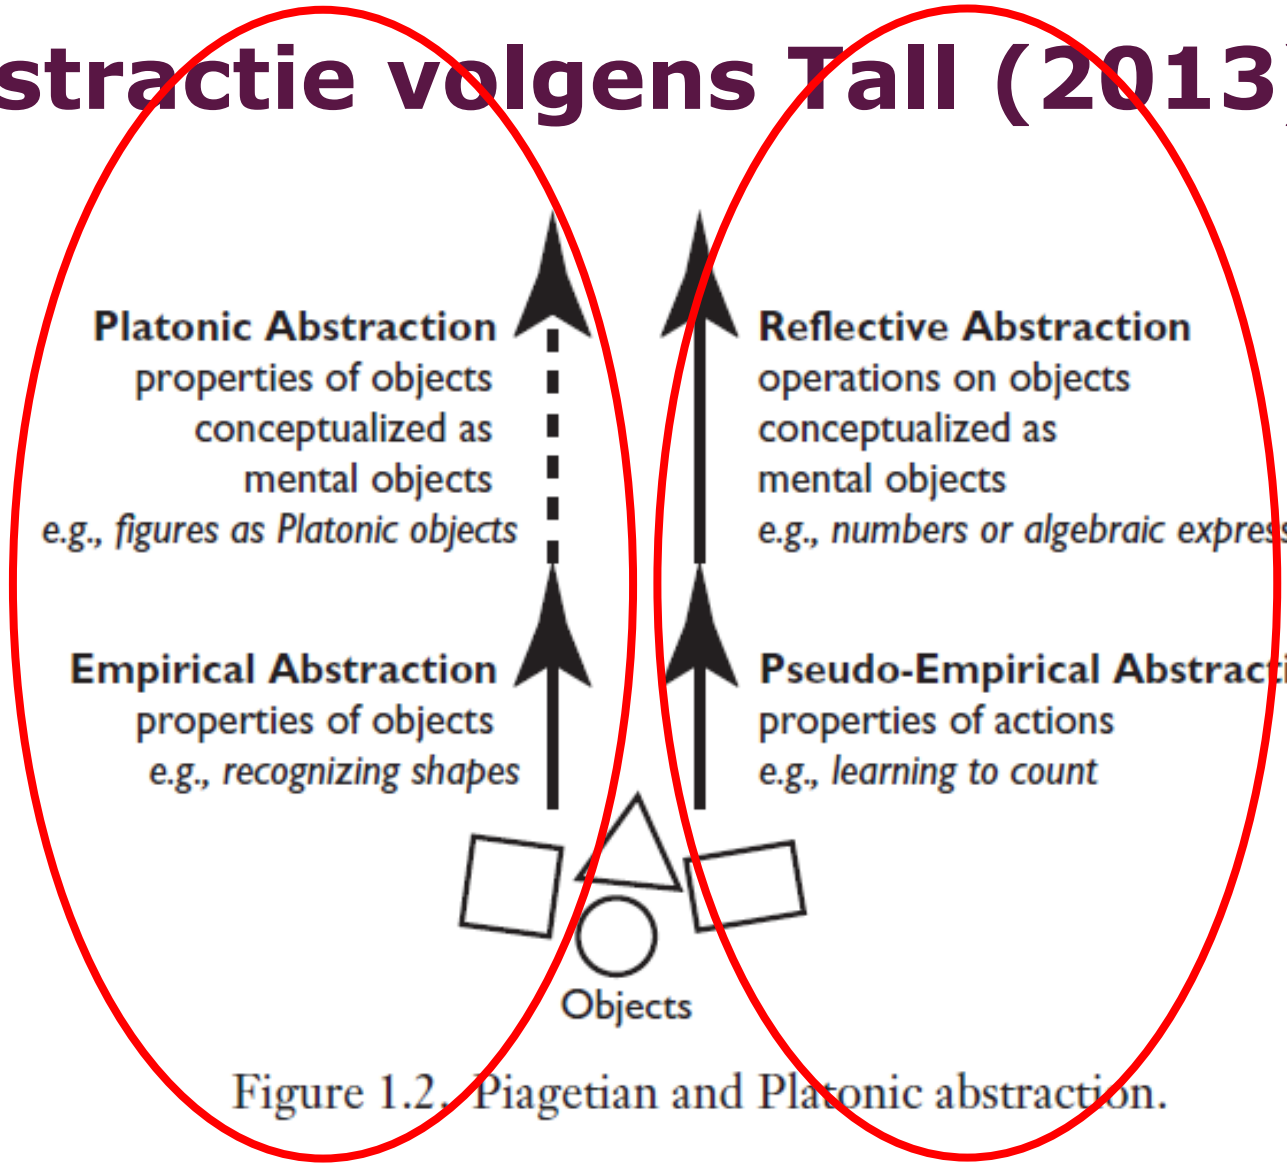 stractie volgens Tall (2013)
Platonic Abstraction
properties of objects
conceptualized as
mental objects
e.g., figures as Platonic objects
Reflective Abstraction
operations on objects
conceptualized as
mental objects
e.g., numbers or algebraic express
Empirical Abstraction
properties of objects
e.g., recognizing shapes
Pseudo-Empirical Abstracti
properties of actions
e.g., learning to count
Objects
Figure 1.2. Piagetian and Platonic abstraction.